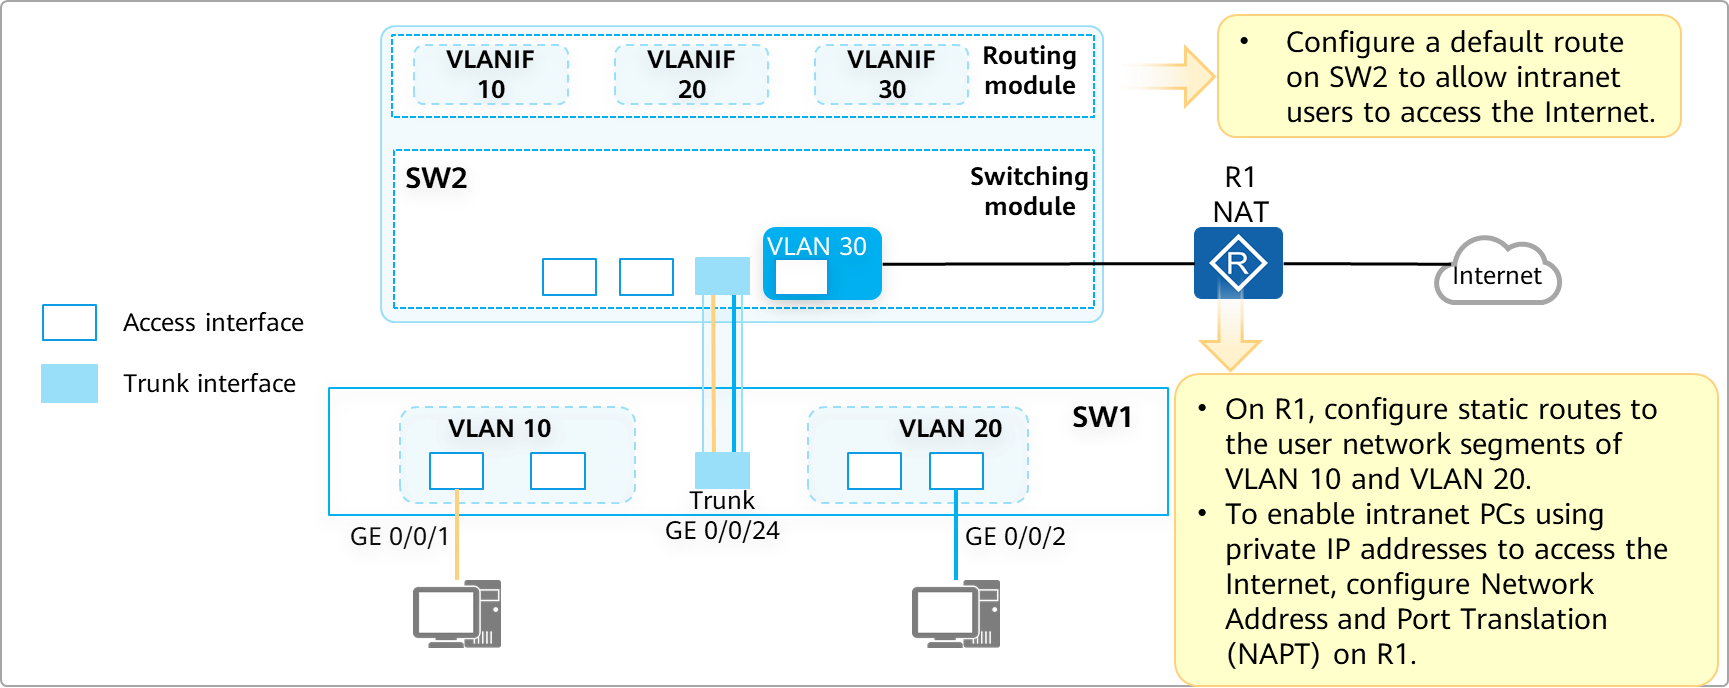 VLANIF
10
VLANIF
20
VLANIF
30
Routing
module
• Configure a default route
on SW2 to allow intranet
users to access the Internet.
SW2
Switching
module
R1
NAT
VLAN 30
R
Internet
Access interface
Trunk interface
VLAN 10
VLAN 20
SW1
Trunk
GE 0/0/1
GE 0/0/24
GE 0/0/2
• On R1, configure static routes to
the user network segments of
VLAN 10 and VLAN 20.
• To enable intranet PCs using
private IP addresses to access the
Internet, configure Network
Address and Port Translation
(NAPT) on R1.